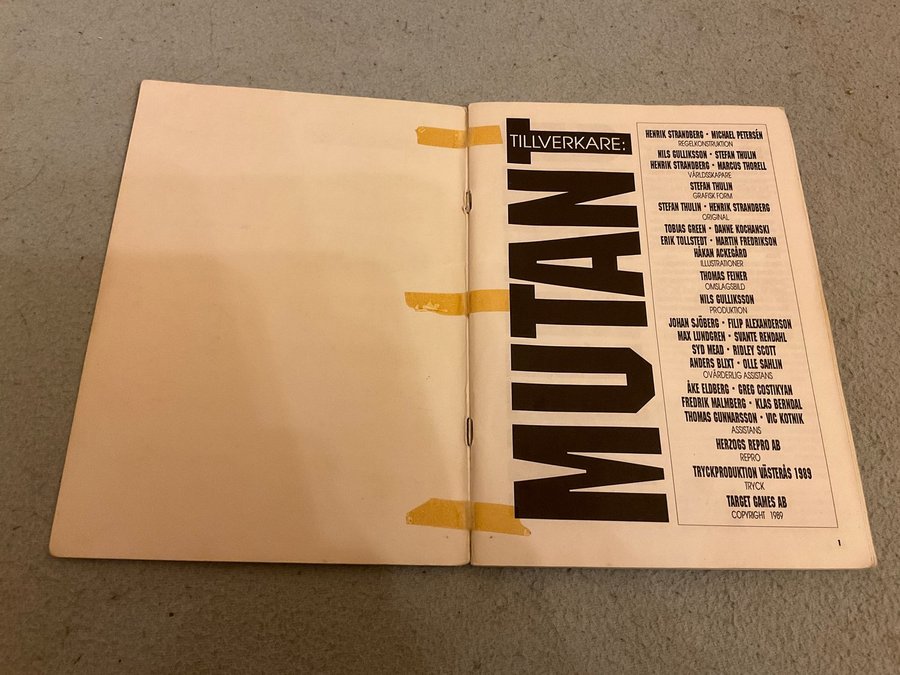 TILLVERKARE:
MUTANT
HENRIK STRANDBERG • MICHAEL PETERSÉN
REGELKONSTRUKTION
NILS GULLIKSSON • STEFAN THULIN
HENRIK STRANDBERG • MARCUS THORELL
VÄRLDSSKAPARE
STEFAN THULIN
GRAFISK FORM
STEFAN THULIN • HENRIK STRANDBERG
ORIGINAL
TOBIAS GREEN • DANNE KOCHANSKI
ERIK TOLLSTEDT • MARTIN FREDRIKSON
HÅKAN ACKEGÅRD
ILLUSTRATIONER
THOMAS FEINER
OMSLAGSBILD
NILS GULLIKSSON
PRODUKTION
JOHAN SJÖBERG • FILIP ALEXANDERSON
MAX LUNDGREN • SVANTE RENDAHL
SYD MEAD • RIDLEY SCOTT
ANDERS BLIXT • OLLE SAHLIN
OVÄRDERLIG ASSISTANS
ÅKE ELDBERG • GREG COSTIKYAN
FREDRIK MALMBERG • KLAS BERNDAL
THOMAS GUNNARSSON • VIC KOTNIK
ASSISTANS
HERZOGS REPRO AB
REPRO
TRYCKPRODUKTION VÄSTERÅS 1989
TRYCK
TARGET GAMES AB
COPYRIGHT 1989
1